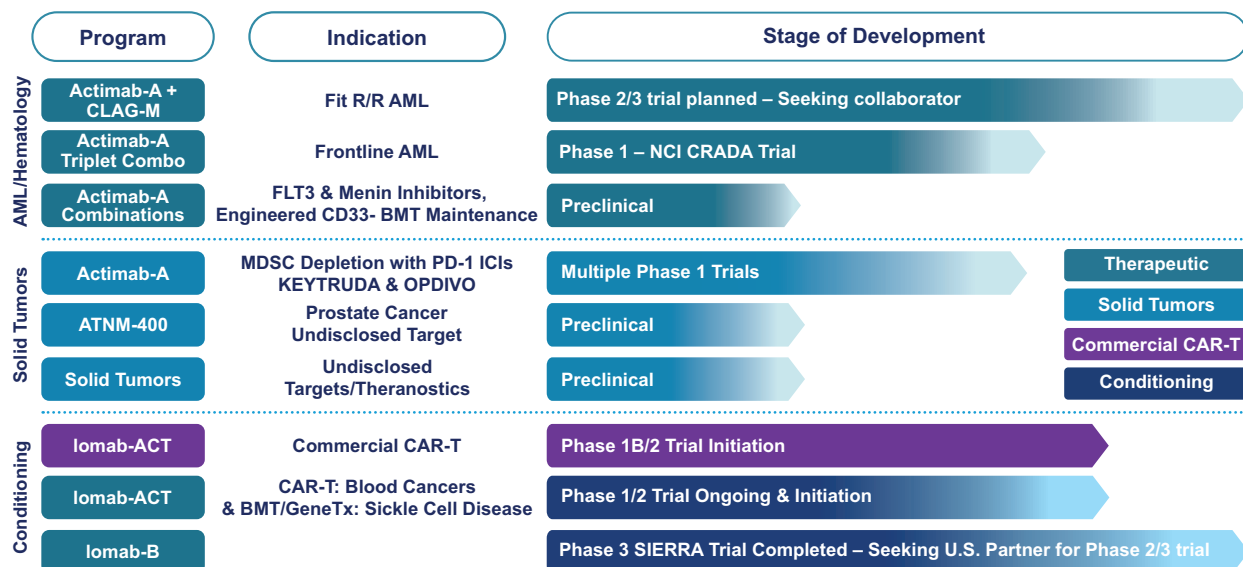 Program
Indication
Stage of Development
AML/Hematology
Actimab-A +
CLAG-M
Fit R/R AML
Phase 2/3 trial planned – Seeking collaborator
Actimab-A
Triplet Combo
Frontline AML
Phase 1 – NCI CRADA Trial
Actimab-A
Combinations
FLT3 & Menin Inhibitors,
Engineered CD33- BMT Maintenance
Preclinical
Solid Tumors
Actimab-A
MDSC Depletion with PD-1 ICIs
KEYTRUDA & OPDIVO
Multiple Phase 1 Trials
ATNM-400
Prostate Cancer
Undisclosed Target
Preclinical
Solid Tumors
Undisclosed
Targets/Theranostics
Preclinical
Therapeutic
Solid Tumors
Commercial CAR-T
Conditioning
Conditioning
Iomab-ACT
Commercial CAR-T
Phase 1B/2 Trial Initiation
Iomab-ACT
CAR-T: Blood Cancers
& BMT/GeneTx: Sickle Cell Disease
Phase 1/2 Trial Ongoing & Initiation
Iomab-B
Phase 3 SIERRA Trial Completed – Seeking U.S. Partner for Phase 2/3 trial